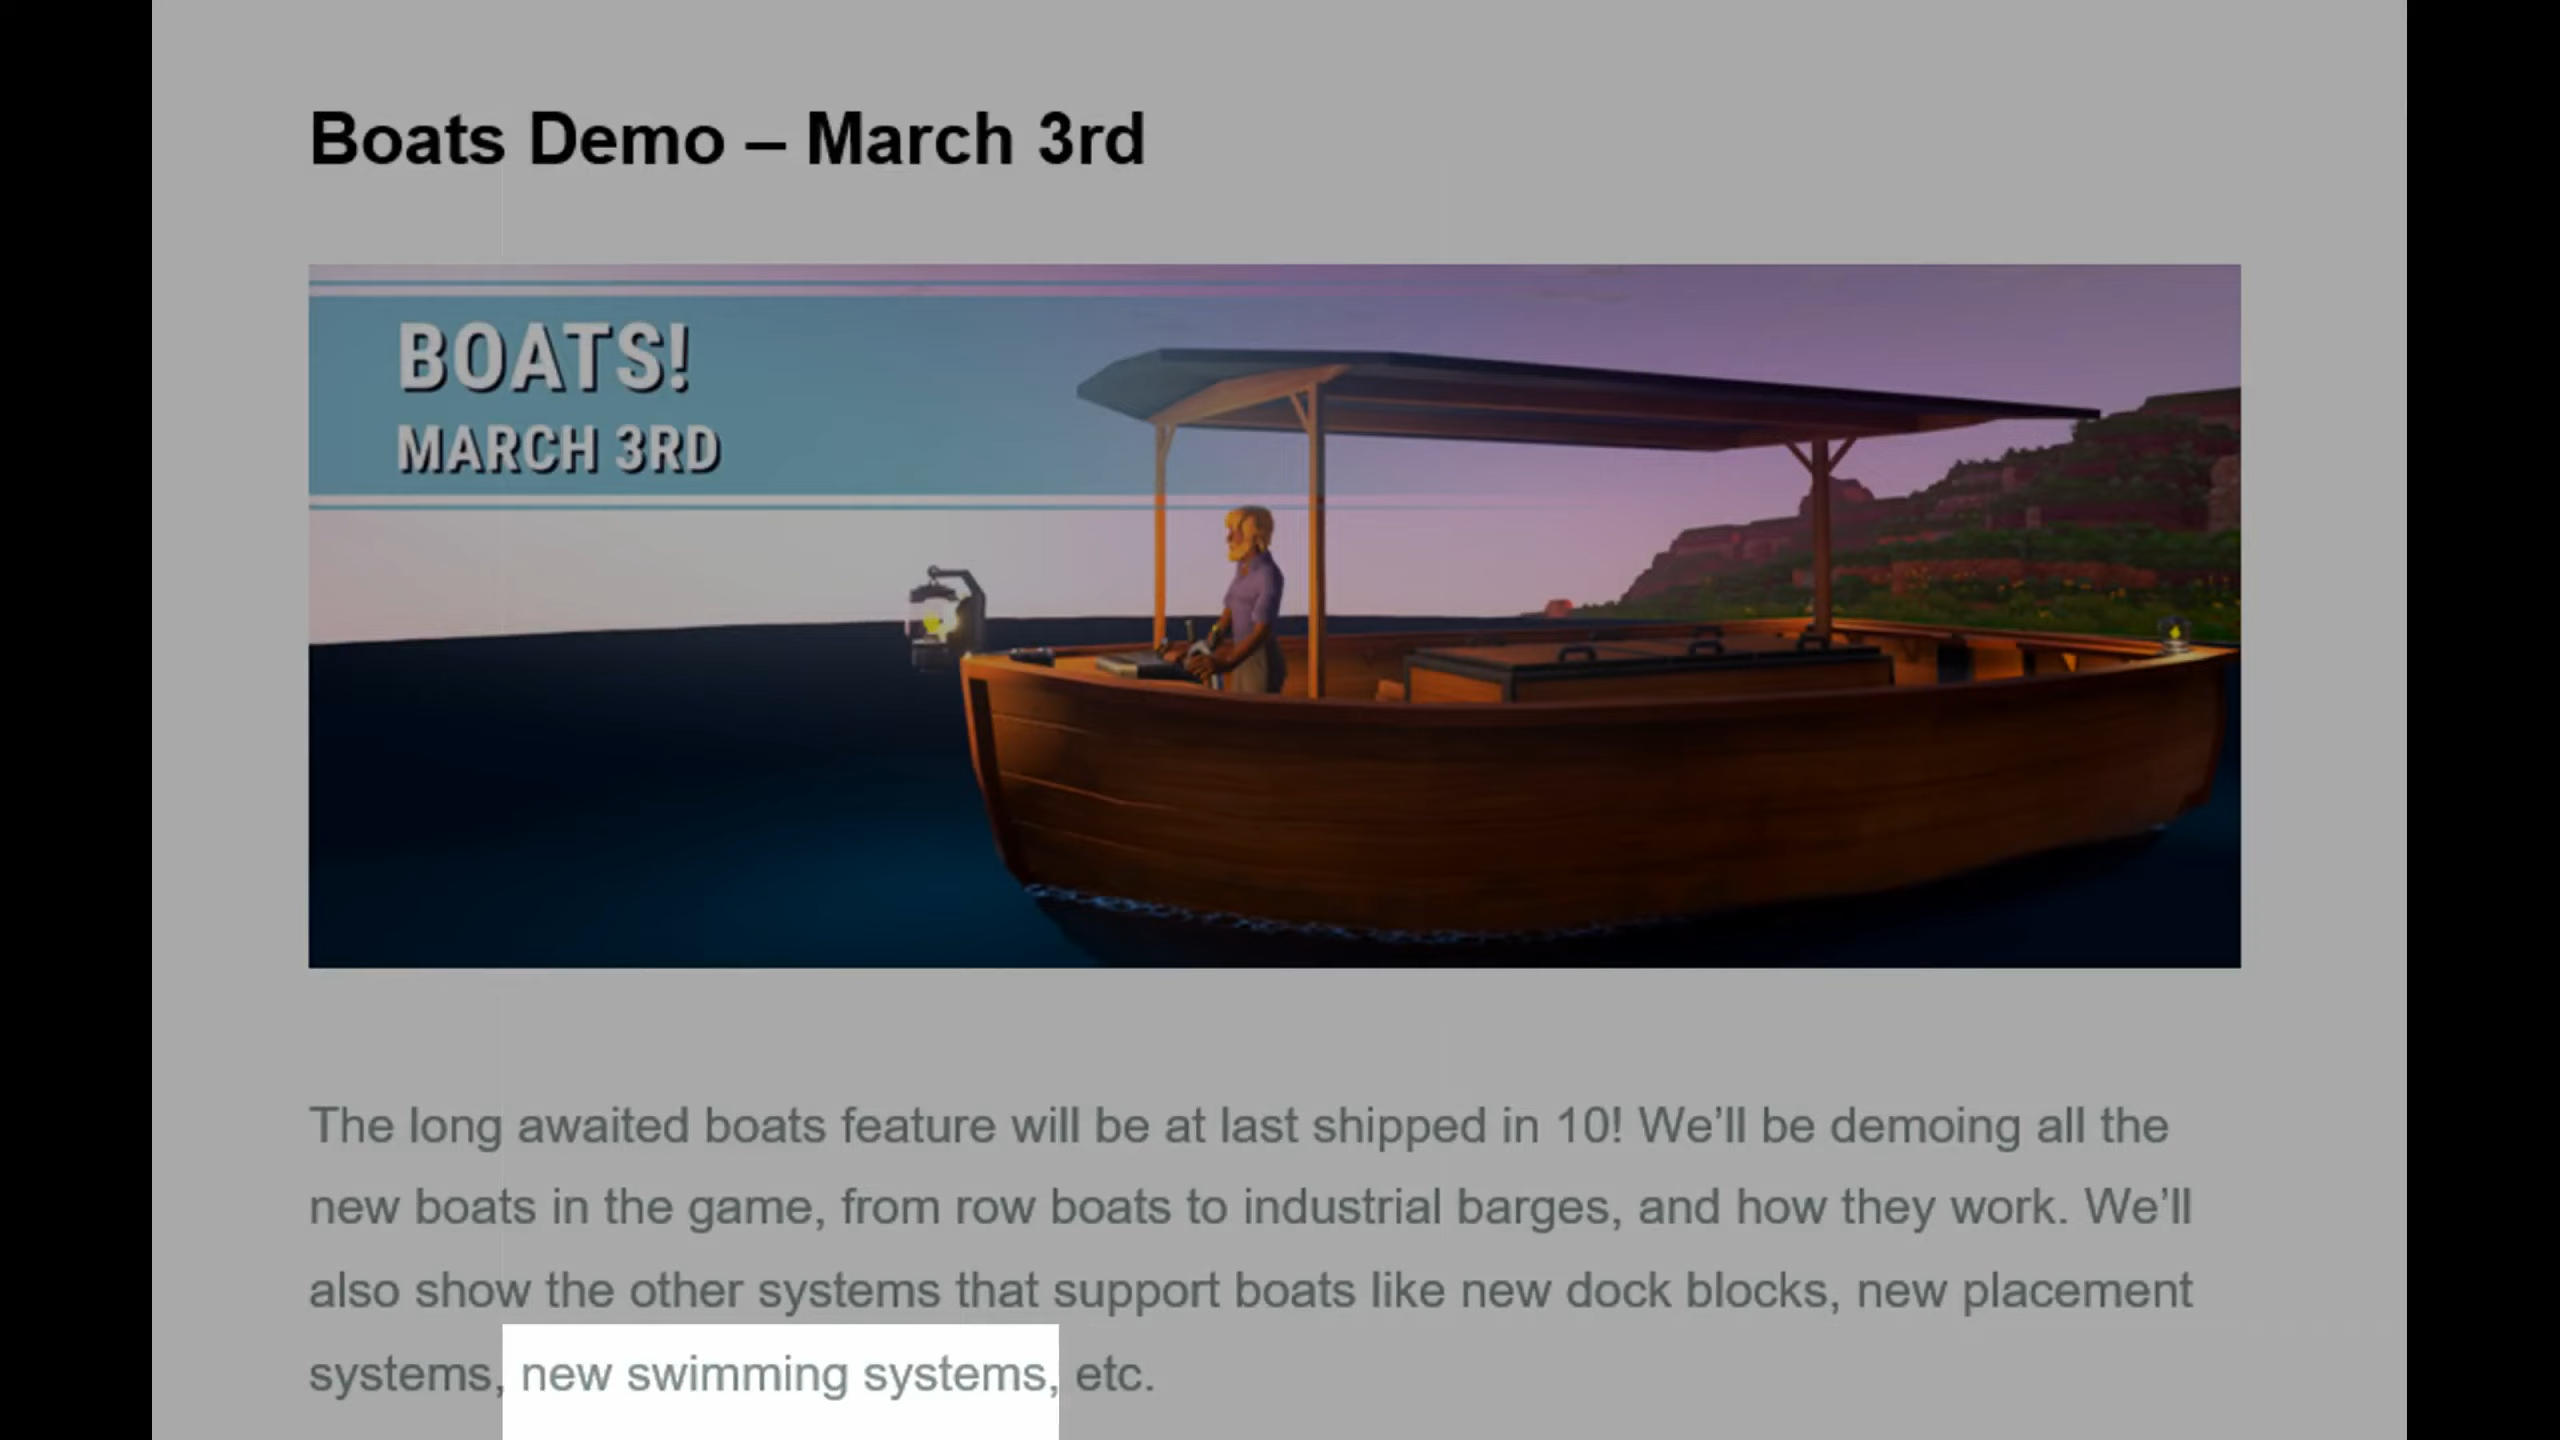 Boats Demo – March 3rd
BOATS!
MARCH 3RD
The long awaited boats feature will be at last shipped in 10! We’ll be demoing all the
new boats in the game, from row boats to industrial barges, and how they work. We’ll
also show the other systems that support boats like new dock blocks, new placement
systems, new swimming systems, etc.